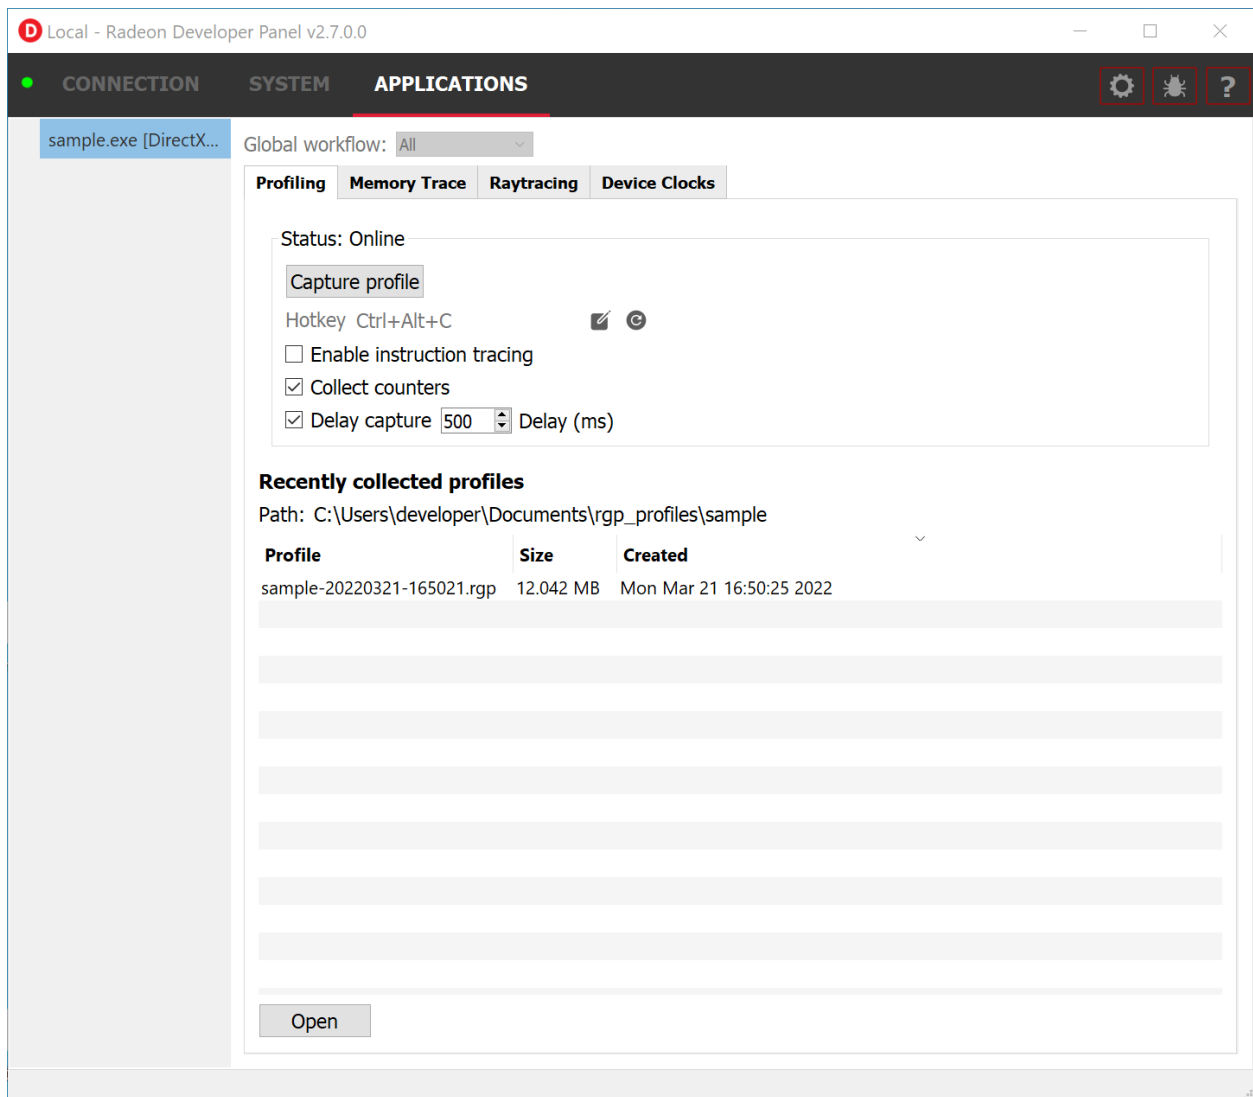 D Local - Radeon Developer Panel v2.7.0.0
CONNECTION SYSTEM APPLICATIONS ?
sample.exe [DirectX...
Global workflow: All
Profiling Memory Trace Raytracing Device Clocks
Status: Online
Capture profile
Hotkey Ctrl+Alt+C
Enable instruction tracing
Collect counters
Delay capture 500 Delay (ms)
Recently collected profiles
Path: C:\Users\developer\Documents\rgp_profiles\sample
Profile Size Created
sample-20220321-165021.rgp 12.042 MB Mon Mar 21 16:50:25 2022
Open